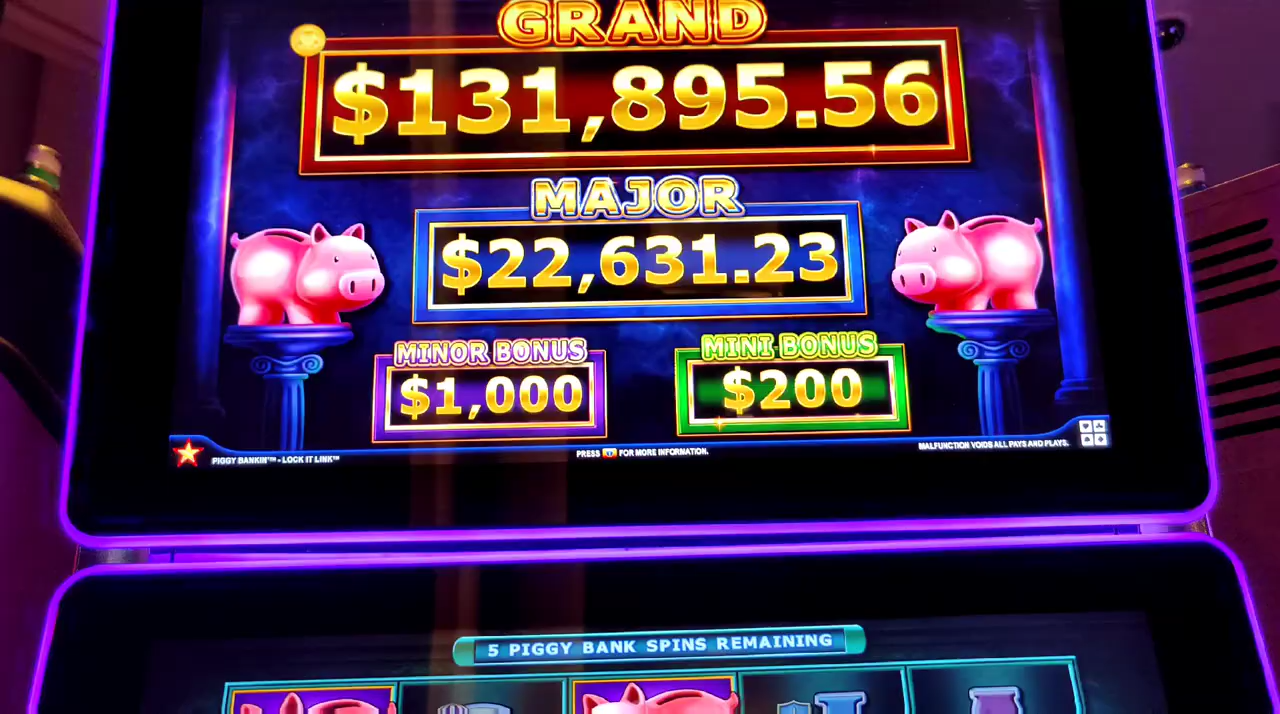 GRAND
$131,895.56
MAJOR
$22,631.23
MINOR BONUS
$1,000
MINI BONUS
$200
PIGGY BANKIN'™ - LOCK IT LINK™
PRESS FOR MORE INFORMATION.
MALFUNCTION VOIDS ALL PAYS AND PLAYS.
5 PIGGY BANK SPINS REMAINING